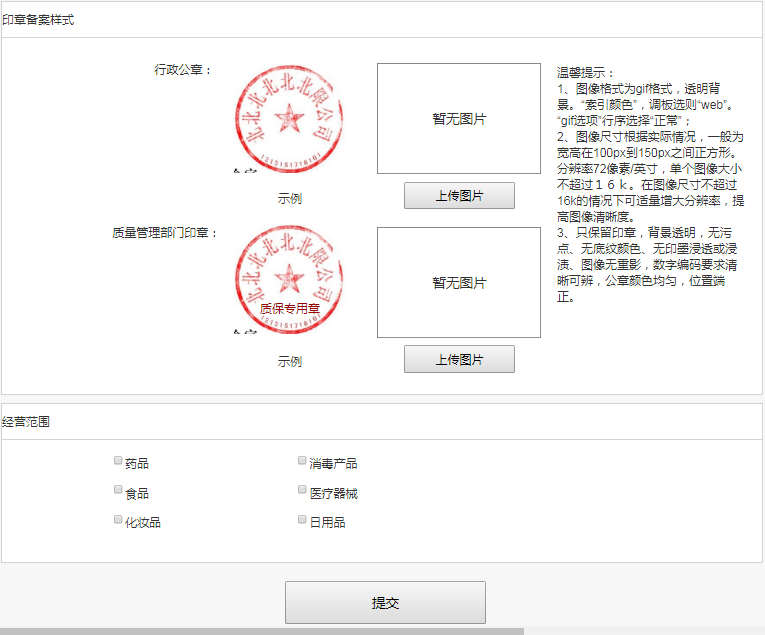 印章备案样式
行政公章：
北北北北北北限公司
1213151718101
示例
暂无图片
上传图片
温馨提示：
1、图像格式为gif格式，透明背
景。“索引颜色”，调板选则“web”。
“gif选项”行序选择“正常”；
2、图像尺寸根据实际情况，一般为
宽高在100px到150px之间正方形。
分辨率72像素/英寸，单个图像大小
不超过１６ｋ。在图像尺寸不超过
16k的情况下可适量增大分辨率，提
高图像清晰度。
3、只保留印章，背景透明，无污
点、无底纹颜色、无印墨浸透或浸
渍、图像无重影，数字编码要求清
晰可辨，公章颜色均匀，位置端
正。
质量管理部门印章：
北北北北北北限公司
质保专用章
1213151718101
示例
暂无图片
上传图片
经营范围
药品
消毒产品
食品
医疗器械
化妆品
日用品
提交